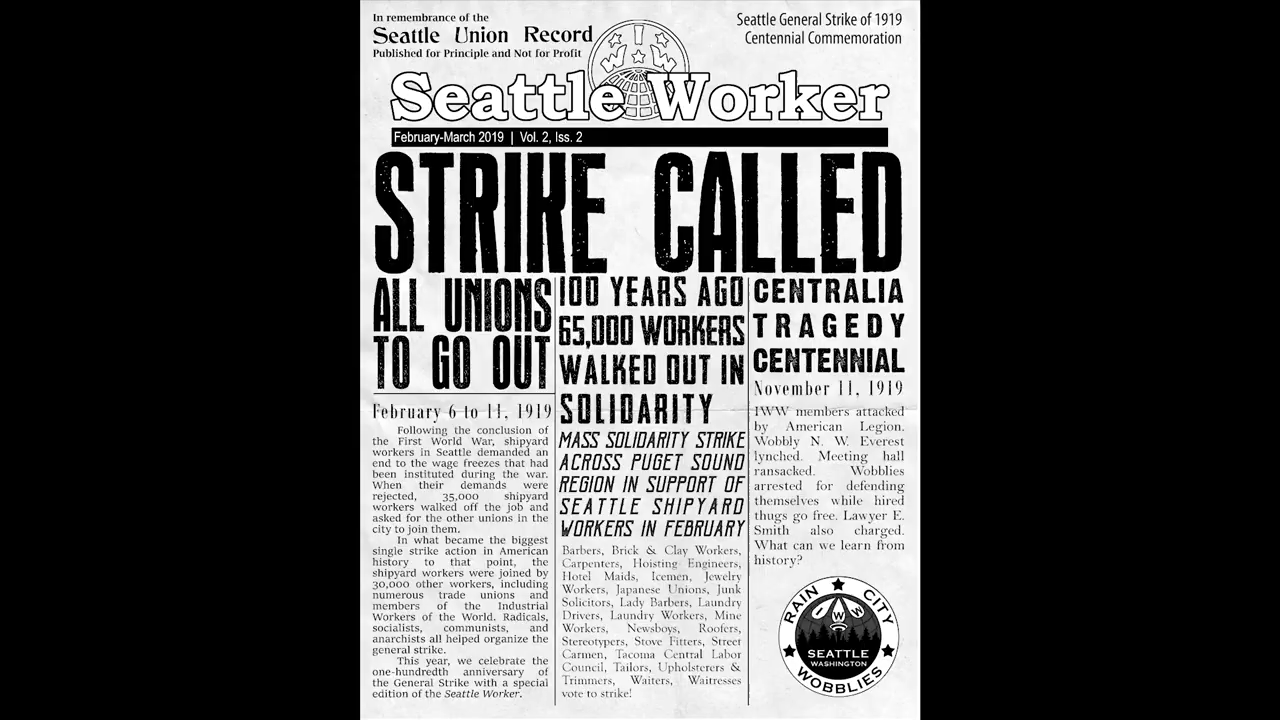 In remembrance of the
Seattle Union Record
Published for Principle and Not for Profit
Seattle General Strike of 1919
Centennial Commemoration
I W W
Seattle Worker
February-March 2019 | Vol. 2, Iss. 2
STRIKE CALLED
ALL UNIONS
TO GO OUT
February 6 to 11, 1919
Following the conclusion of
the First World War, shipyard
workers in Seattle demanded an
end to the wage freezes that had
been instituted during the war.
When their demands were
rejected, 35,000 shipyard
workers walked off the job and
asked for the other unions in the
city to join them.
In what became the biggest
single strike action in American
history to that point, the
shipyard workers were joined by
30,000 other workers, including
numerous trade unions and
members of the Industrial
Workers of the World. Radicals,
socialists, communists, and
anarchists all helped organize the
general strike.
This year, we celebrate the
one-hundredth anniversary of
the General Strike with a special
edition of the Seattle Worker.
100 YEARS AGO
65,000 WORKERS
WALKED OUT IN
SOLIDARITY
MASS SOLIDARITY STRIKE
ACROSS PUGET SOUND
REGION IN SUPPORT OF
SEATTLE SHIPYARD
WORKERS IN FEBRUARY
Barbers, Brick & Clay Workers,
Carpenters, Hoisting Engineers,
Hotel Maids, Icemen, Jewelry
Workers, Japanese Unions, Junk
Solicitors, Lady Barbers, Laundry
Drivers, Laundry Workers, Mine
Workers, Newsboys, Roofers,
Stereotypers, Stove Fitters, Street
Carmen, Tacoma Central Labor
Council, Tailors, Upholsterers &
Trimmers, Waiters, Waitresses
vote to strike!
CENTRALIA
TRAGEDY
CENTENNIAL
November 11, 1919
IWW members attacked
by American Legion.
Wobbly N. W. Everest
lynched. Meeting hall
ransacked. Wobblies
arrested for defending
themselves while hired
thugs go free. Lawyer E.
Smith also charged.
What can we learn from
history?
RAIN CITY
I W W
SEATTLE
WASHINGTON
WOBBLIES